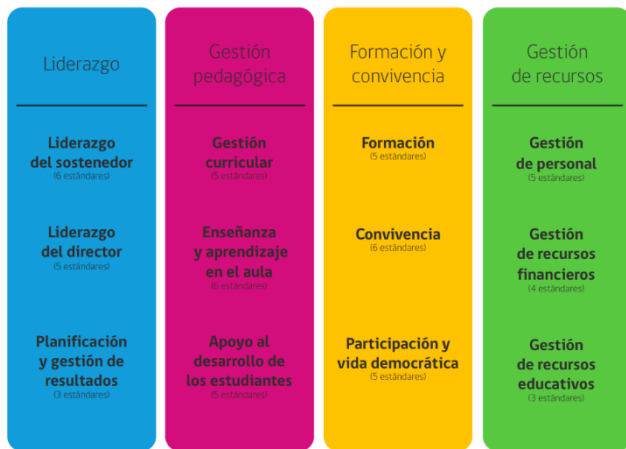 Liderazgo
Liderazgo
del sostenedor
(6 estándares)
Liderazgo
del director
(5 estándares)
Planificación
y gestión de
resultados
(3 estándares)
Gestión
pedagógica
Gestión
curricular
(5 estándares)
Enseñanza
y aprendizaje
en el aula
(6 estándares)
Apoyo al
desarrollo de
los estudiantes
(5 estándares)
Formación y
convivencia
Formación
(5 estándares)
Convivencia
(6 estándares)
Participación y
vida democrática
(5 estándares)
Gestión
de recursos
Gestión
de personal
(5 estándares)
Gestión
de recursos
financieros
(4 estándares)
Gestión
de recursos
educativos
(3 estándares)